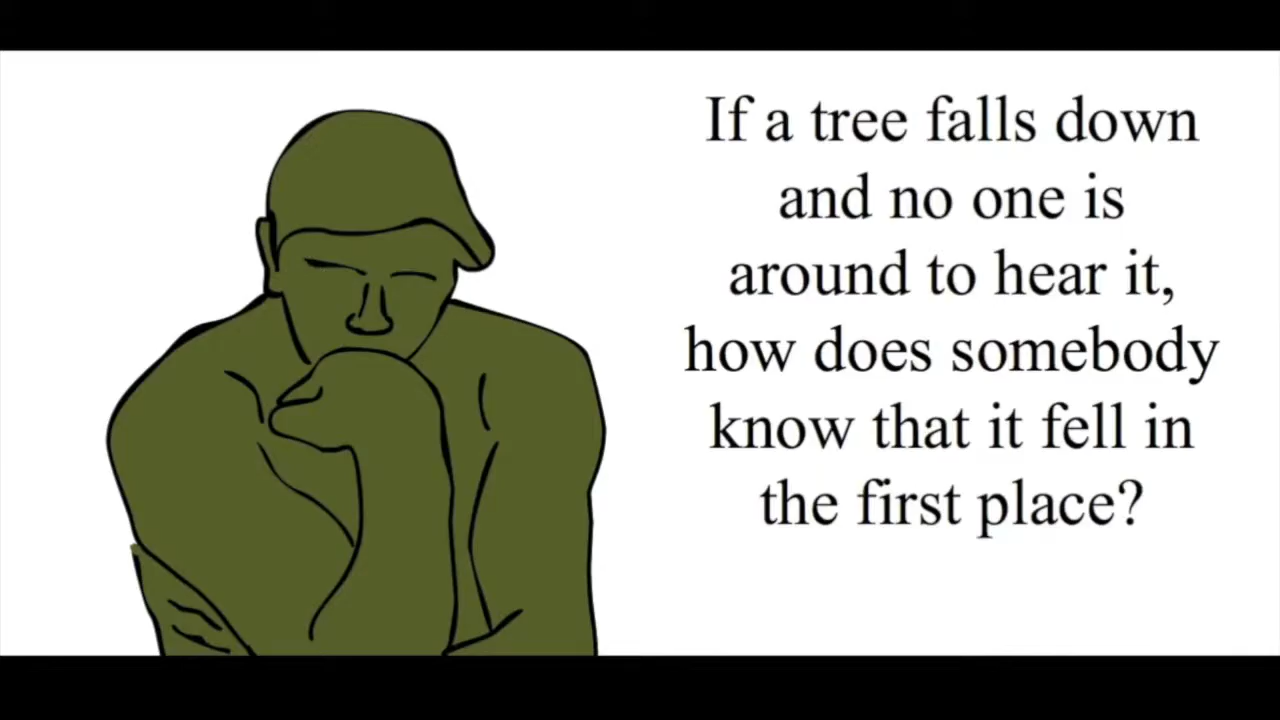 If a tree falls down
and no one is
around to hear it,
how does somebody
know that it fell in
the first place?